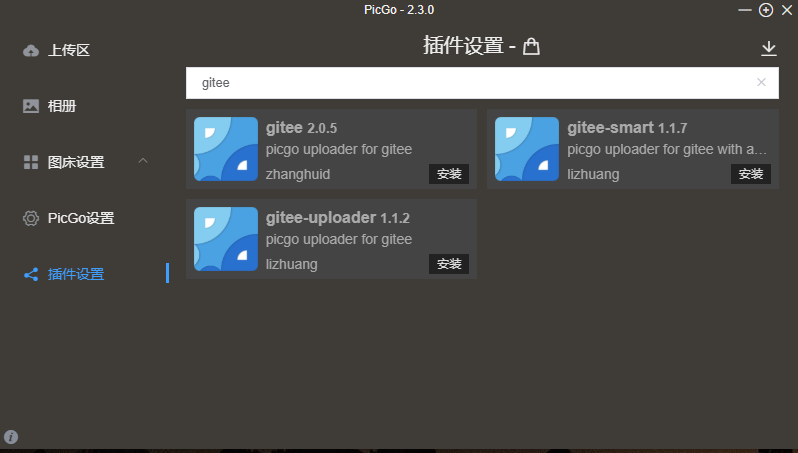 PicGo - 2.3.0
上传区
相册
图床设置
PicGo设置
插件设置
插件设置 -
gitee
gitee 2.0.5
picgo uploader for gitee
zhanghuid
安装
gitee-smart 1.1.7
picgo uploader for gitee with a...
lizhuang
安装
gitee-uploader 1.1.2
picgo uploader for gitee
lizhuang
安装